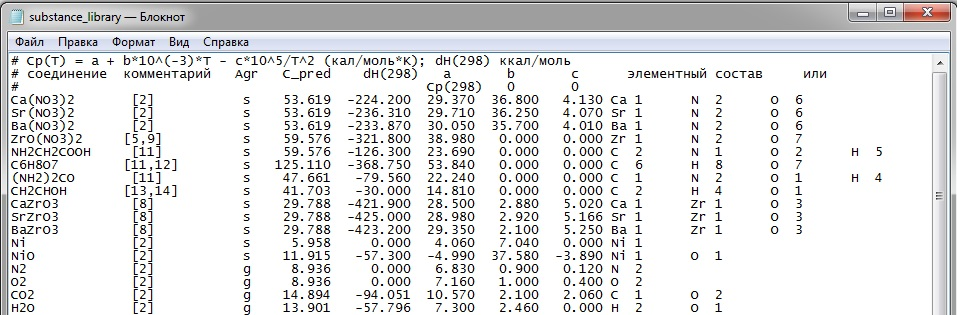 substance_library — Блокнот
Файл Правка Формат Вид Справка
# Cp(T) = a + b*10^(-3)*T - c*10^5/T^2 (кал/моль*K); dH(298) ккал/моль
# соединение комментарий Agr C_pred dH(298) a b c элементный состав или
# Cp(298) 0 0
Ca(NO3)2 [2] s 53.619 -224.200 29.370 36.800 4.130 Ca 1 N 2 O 6
Sr(NO3)2 [2] s 53.619 -236.310 29.710 36.250 4.070 Sr 1 N 2 O 6
Ba(NO3)2 [2] s 53.619 -233.870 30.050 35.700 4.010 Ba 1 N 2 O 6
ZrO(NO3)2 [5,9] s 59.576 -321.800 38.980 0.000 0.000 Zr 1 N 2 O 7
NH2CH2COOH [11] s 59.576 -126.300 23.690 0.000 0.000 C 2 N 1 O 2 H 5
C6H8O7 [11,12] s 125.110 -368.750 53.840 0.000 0.000 C 6 H 8 O 7
(NH2)2CO [11] s 47.661 -79.560 22.240 0.000 0.000 C 1 N 2 O 1 H 4
CH2CHOH [13,14] s 41.703 -30.000 14.810 0.000 0.000 C 2 H 4 O 1
CaZrO3 [8] s 29.788 -421.900 28.500 2.880 5.020 Ca 1 Zr 1 O 3
SrZrO3 [8] s 29.788 -425.000 28.980 2.920 5.166 Sr 1 Zr 1 O 3
BaZrO3 [8] s 29.788 -423.200 29.350 2.100 5.250 Ba 1 Zr 1 O 3
Ni [2] s 5.958 0.000 4.060 7.040 0.000 Ni 1
NiO [2] s 11.915 -57.300 -4.990 37.580 -3.890 Ni 1 O 1
N2 [2] g 8.936 0.000 6.830 0.900 0.120 N 2
O2 [2] g 8.936 0.000 7.160 1.000 0.400 O 2
CO2 [2] g 14.894 -94.051 10.570 2.100 2.060 C 1 O 2
H2O [2] g 13.901 -57.796 7.300 2.460 0.000 H 2 O 1